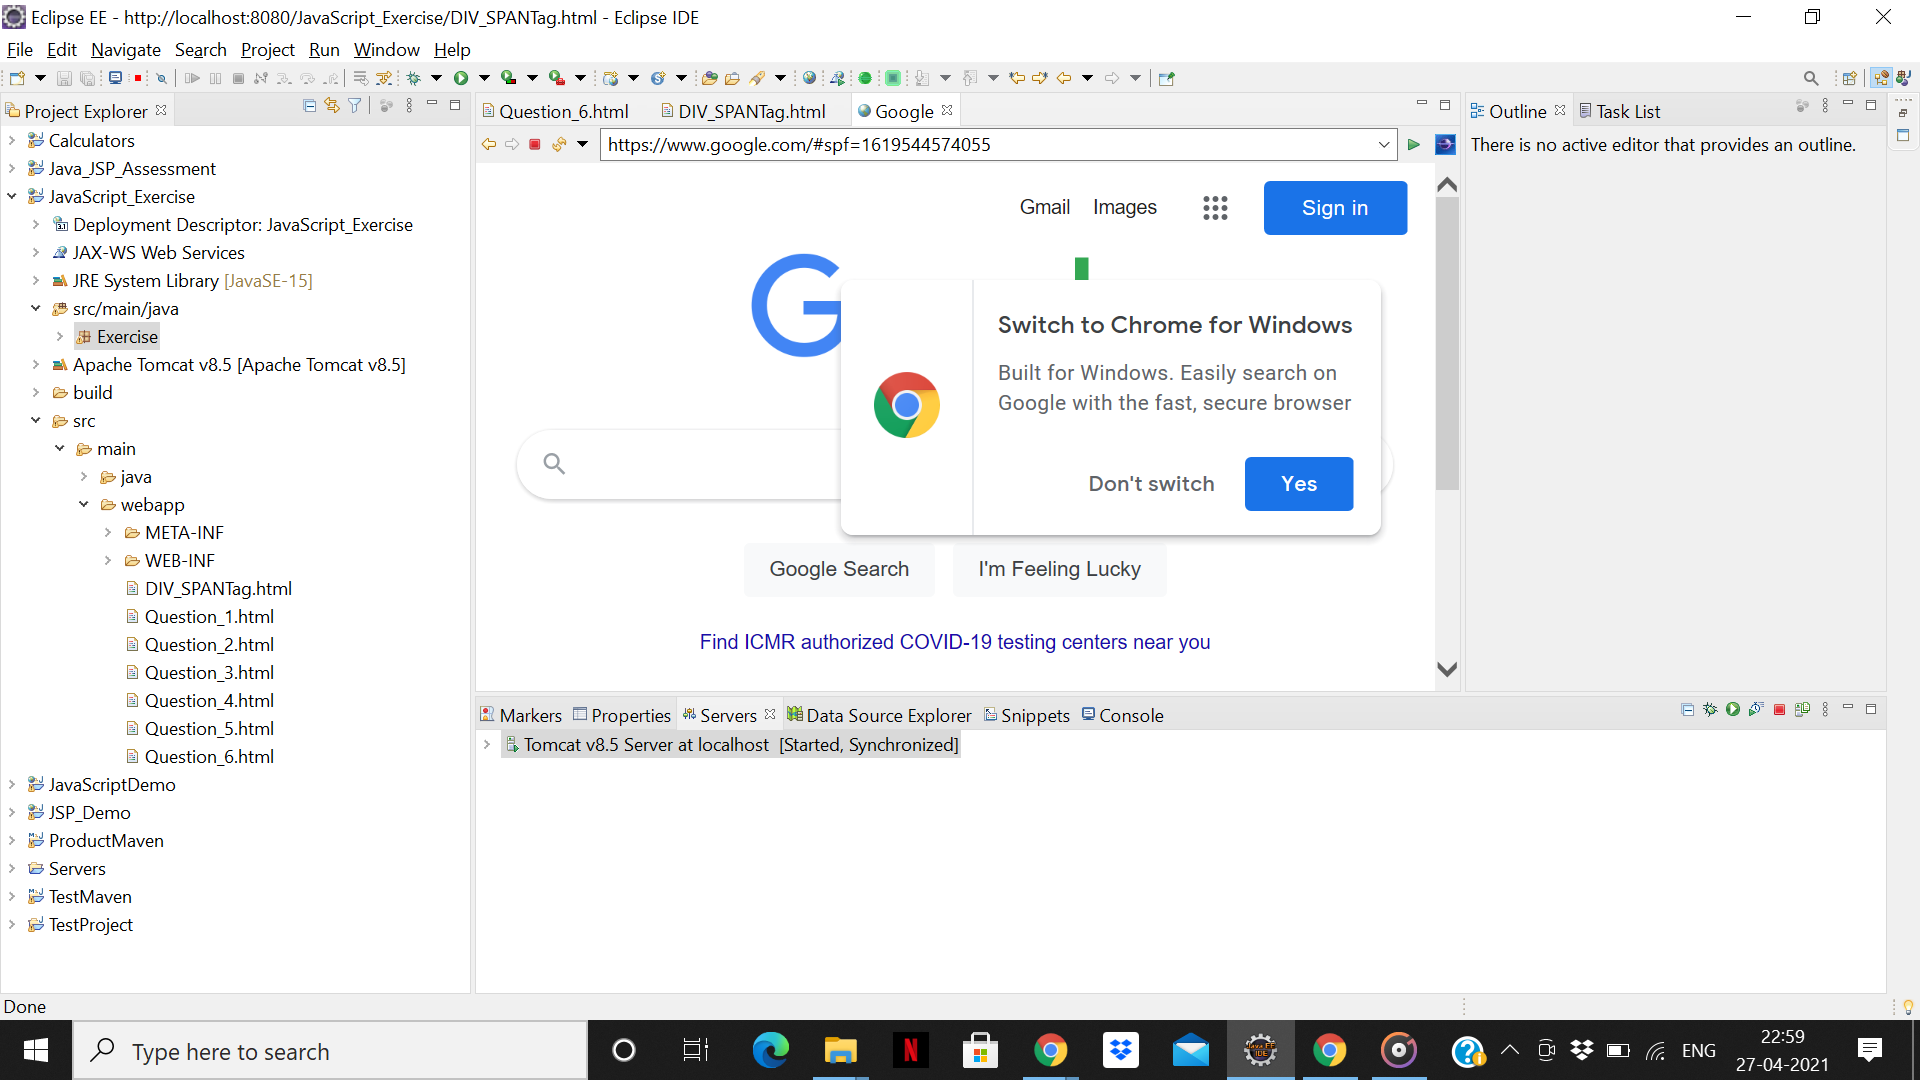 Eclipse EE - http://localhost:8080/JavaScript_Exercise/DIV_SPANTag.html - Eclipse IDE
File Edit Navigate Search Project Run Window Help
Project Explorer
Calculators
Java_JSP_Assessment
JavaScript_Exercise
Deployment Descriptor: JavaScript_Exercise
JAX-WS Web Services
JRE System Library [JavaSE-15]
src/main/java
Exercise
Apache Tomcat v8.5 [Apache Tomcat v8.5]
build
src
main
java
webapp
META-INF
WEB-INF
DIV_SPANTag.html
Question_1.html
Question_2.html
Question_3.html
Question_4.html
Question_5.html
Question_6.html
JavaScriptDemo
JSP_Demo
ProductMaven
Servers
TestMaven
TestProject
Question_6.html DIV_SPANTag.html Google
https://www.google.com/#spf=1619544574055
Gmail Images Sign in
G
Switch to Chrome for Windows
Built for Windows. Easily search on
Google with the fast, secure browser
Don't switch Yes
Google Search I'm Feeling Lucky
Find ICMR authorized COVID-19 testing centers near you
Outline Task List
There is no active editor that provides an outline.
Markers Properties Servers Data Source Explorer Snippets Console
Tomcat v8.5 Server at localhost [Started, Synchronized]
Done
Type here to search
N
Java EE
IDE
ENG
22:59
27-04-2021